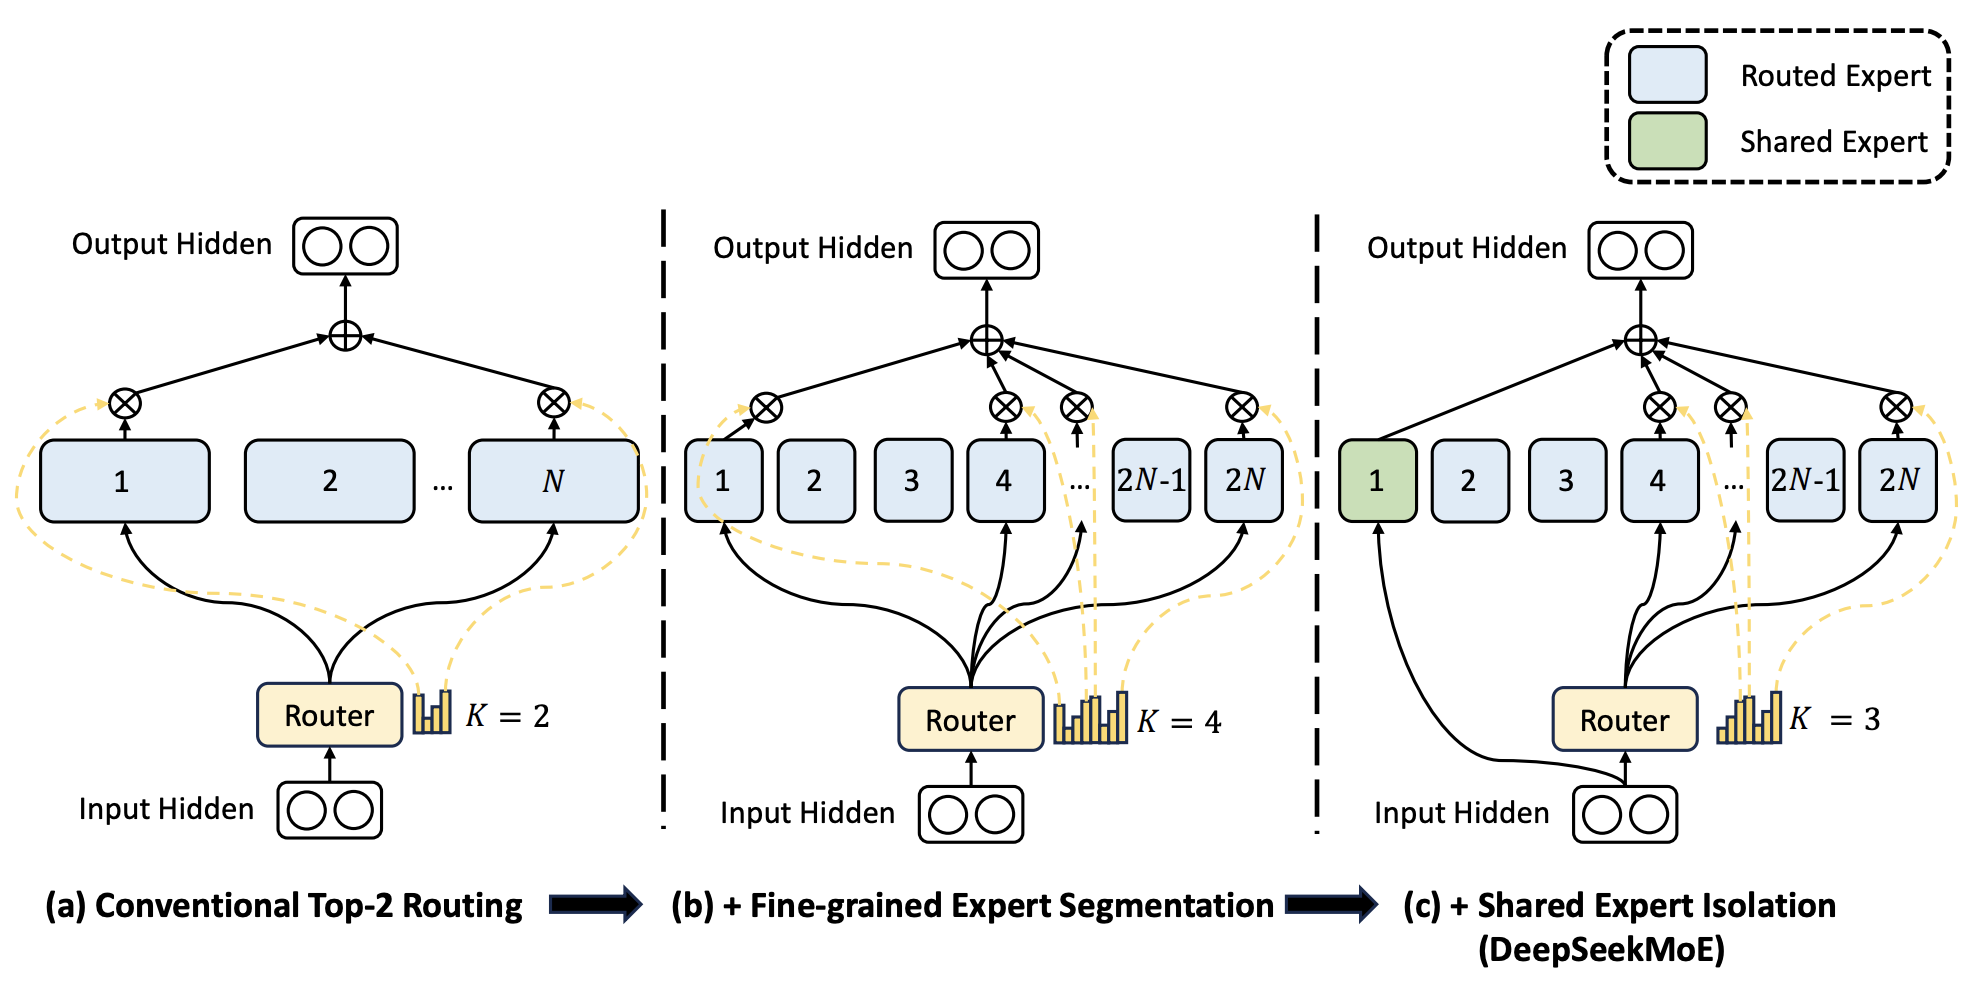 Routed Expert
Shared Expert
Output Hidden
1
2
...
N
Router
K = 2
Input Hidden
(a) Conventional Top-2 Routing
Output Hidden
1
2
3
4
...
2N-1
2N
Router
K = 4
Input Hidden
(b) + Fine-grained Expert Segmentation
Output Hidden
1
2
3
4
...
2N-1
2N
Router
K = 3
Input Hidden
(c) + Shared Expert Isolation
(DeepSeekMoE)